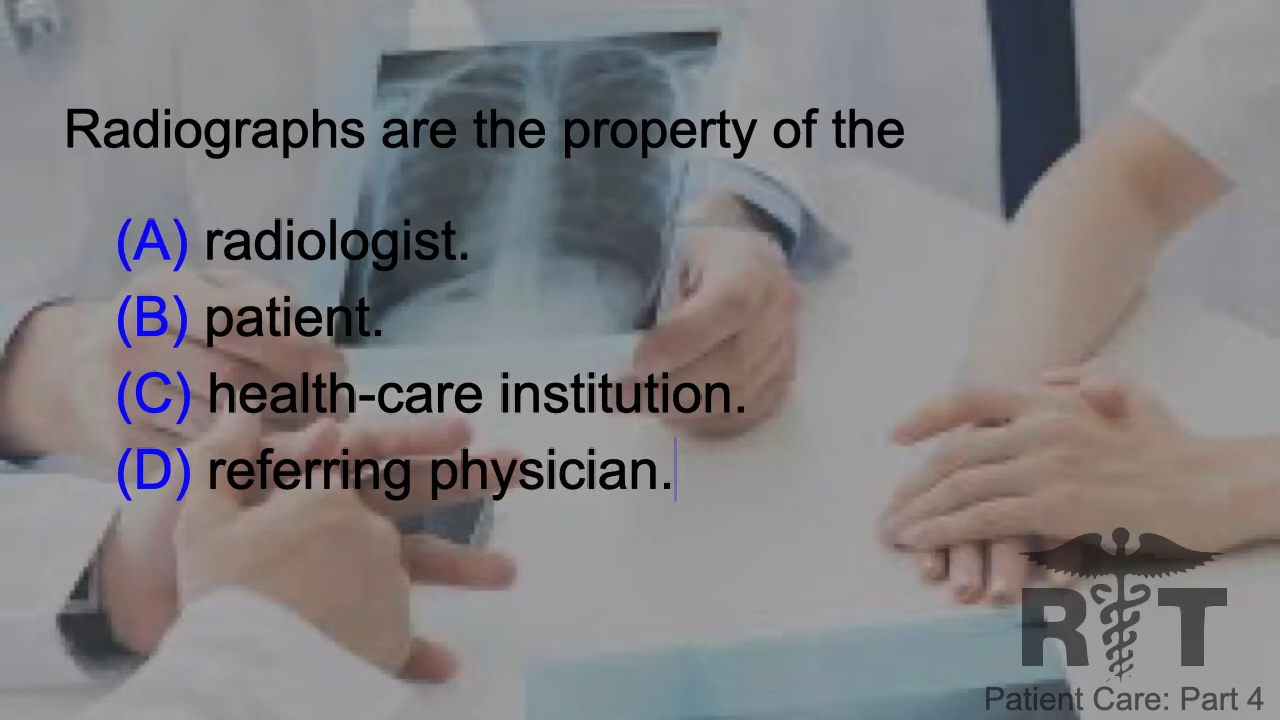 Radiographs are the property of the
(A) radiologist.
(B) patient.
(C) health-care institution.
(D) referring physician.
RT
Patient Care: Part 4